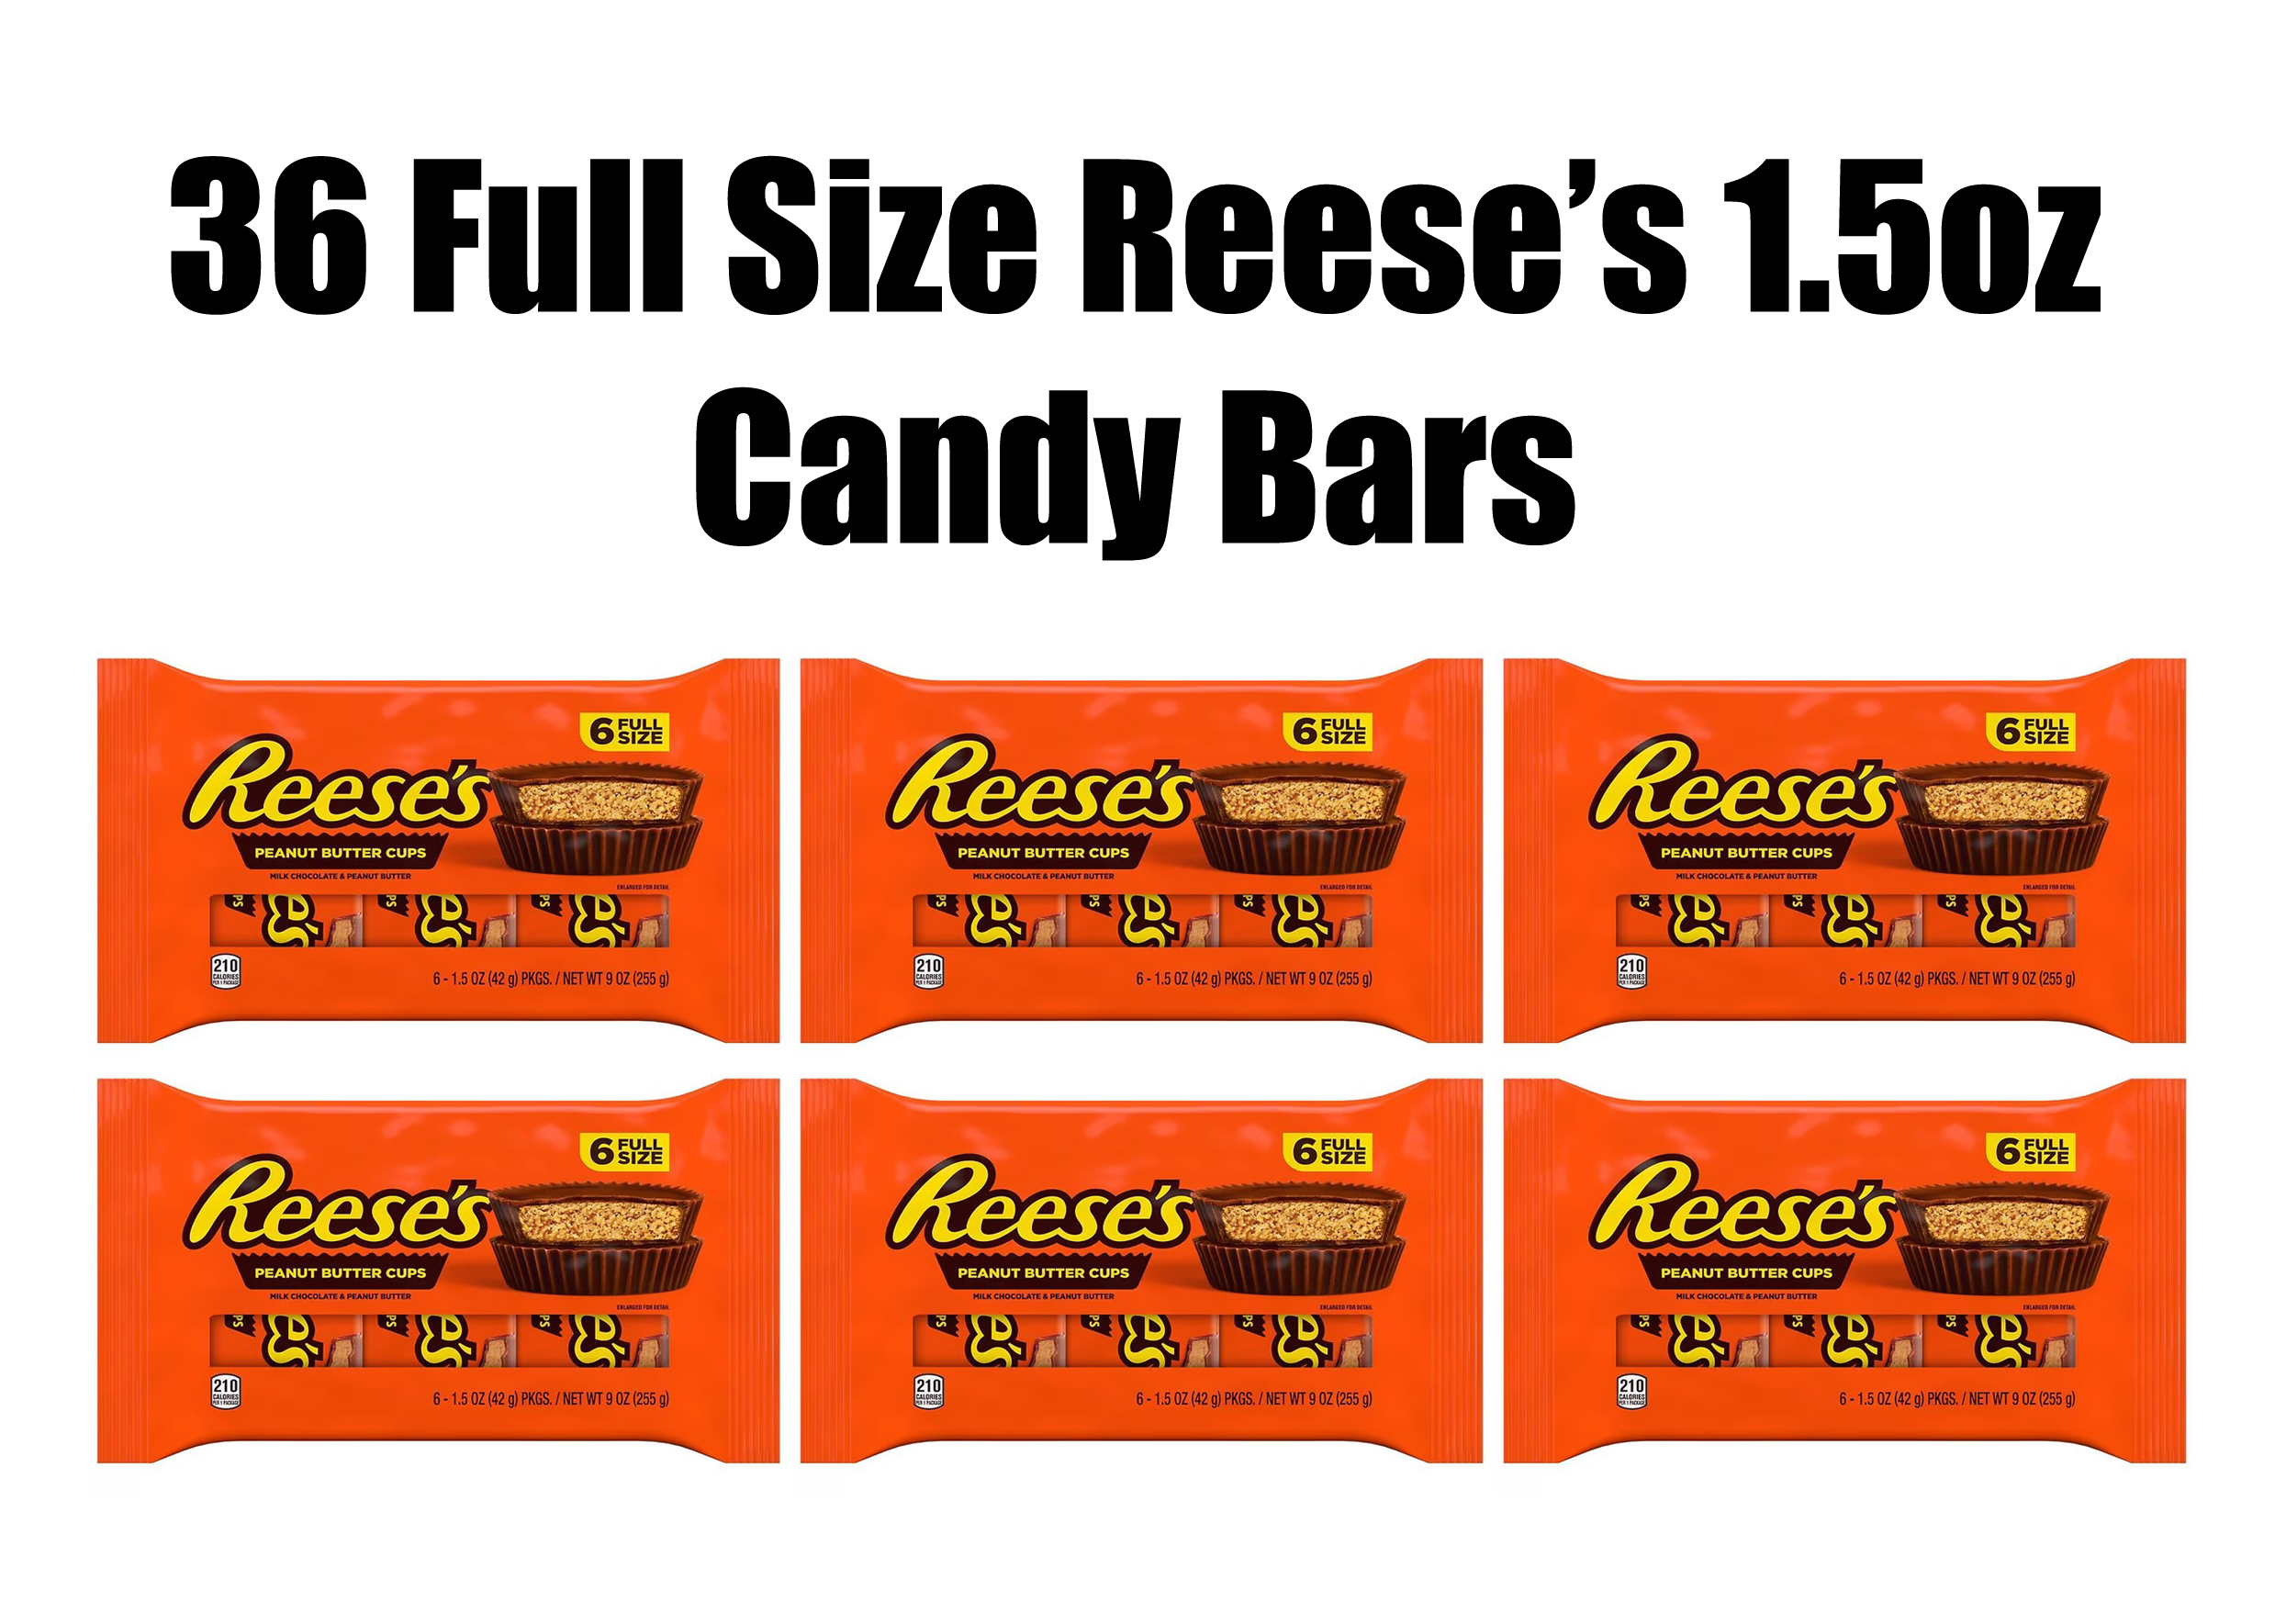 36 Full Size Reese's 1.5oz
Candy Bars
6 FULL SIZE
Reese's
PEANUT BUTTER CUPS
MILK CHOCOLATE & PEANUT BUTTER
ENLARGED FOR DETAIL
210 CALORIES PER 1 PACKAGE
6 - 1.5 OZ (42 g) PKGS. / NET WT 9 OZ (255 g)
6 FULL SIZE
Reese's
PEANUT BUTTER CUPS
MILK CHOCOLATE & PEANUT BUTTER
ENLARGED FOR DETAIL
210 CALORIES PER 1 PACKAGE
6 - 1.5 OZ (42 g) PKGS. / NET WT 9 OZ (255 g)
6 FULL SIZE
Reese's
PEANUT BUTTER CUPS
MILK CHOCOLATE & PEANUT BUTTER
ENLARGED FOR DETAIL
210 CALORIES PER 1 PACKAGE
6 - 1.5 OZ (42 g) PKGS. / NET WT 9 OZ (255 g)
6 FULL SIZE
Reese's
PEANUT BUTTER CUPS
MILK CHOCOLATE & PEANUT BUTTER
ENLARGED FOR DETAIL
210 CALORIES PER 1 PACKAGE
6 - 1.5 OZ (42 g) PKGS. / NET WT 9 OZ (255 g)
6 FULL SIZE
Reese's
PEANUT BUTTER CUPS
MILK CHOCOLATE & PEANUT BUTTER
ENLARGED FOR DETAIL
210 CALORIES PER 1 PACKAGE
6 - 1.5 OZ (42 g) PKGS. / NET WT 9 OZ (255 g)
6 FULL SIZE
Reese's
PEANUT BUTTER CUPS
MILK CHOCOLATE & PEANUT BUTTER
ENLARGED FOR DETAIL
210 CALORIES PER 1 PACKAGE
6 - 1.5 OZ (42 g) PKGS. / NET WT 9 OZ (255 g)